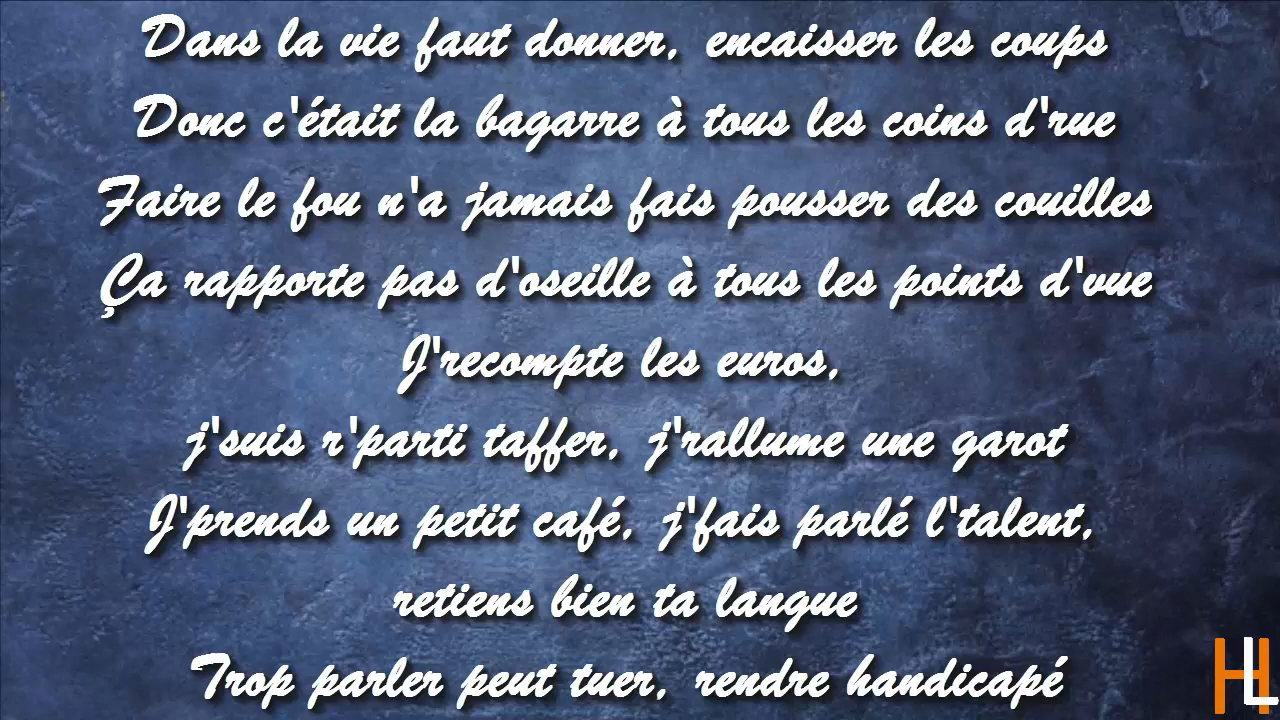 Dans la vie faut donner, encaisser les coups
Donc c'était la bagarre à tous les coins d'rue
Faire le fou n'a jamais fais pousser des couilles
Ça rapporte pas d'oseille à tous les points d'vue
J'recompte les euros,
j'suis r'parti taffer, j'rallume une garot
J'prends un petit café, j'fais parlé l'talent,
retiens bien ta langue
Trop parler peut tuer, rendre handicapé
HL